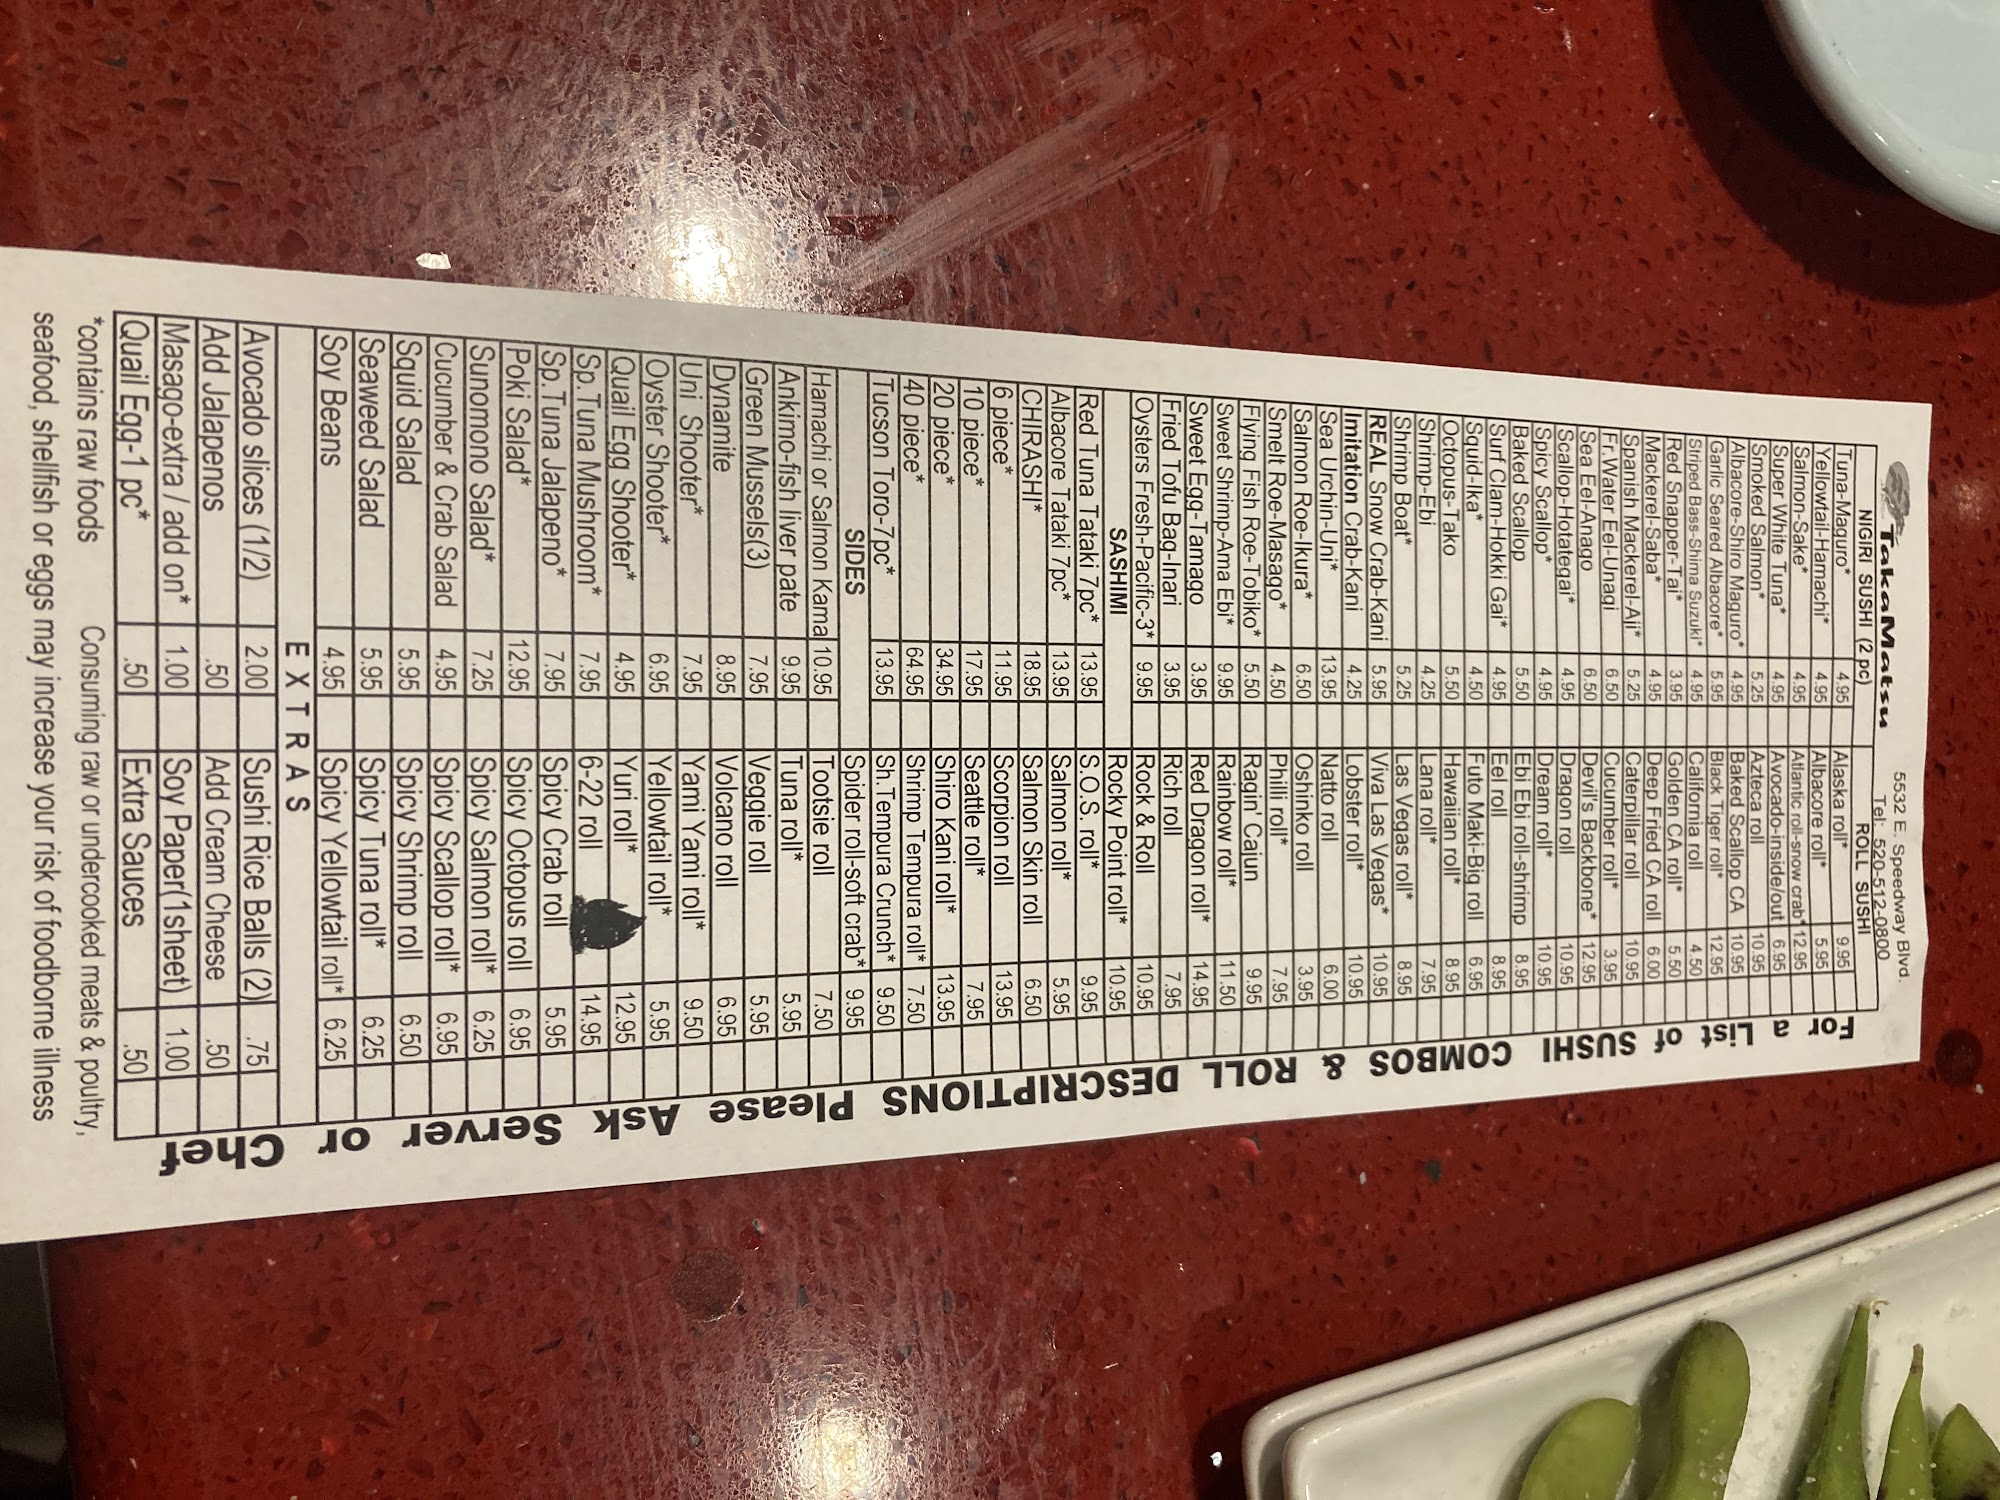 TakaMatsu 5532 E. Speedway Blvd.
Tel: 520-512-0800
NIGIRI SUSHI (2 pc) ROLL SUSHI
Tuna-Maguro* 4.95 Alaska roll* 9.95
Yellowtail-Hamachi* 4.95 Albacore roll* 5.95
Salmon-Sake* 4.95 Atlantic roll-snow crab* 12.95
Super White Tuna* 4.95 Avocado-inside/out 6.95
Smoked Salmon* 5.25 Azteca roll 10.95
Albacore-Shiro Maguro* 4.95 Baked Scallop CA 10.95
Garlic Seared Albacore* 5.95 Black Tiger roll* 12.95
Striped Bass-Shima Suzuki* 4.95 California roll 4.50
Red Snapper-Tai* 3.95 Golden CA roll* 5.50
Mackerel-Saba* 4.95 Deep Fried CA roll 6.00
Spanish Mackerel-Aji* 5.25 Caterpillar roll 10.95
Fr.Water Eel-Unagi 6.50 Cucumber roll* 3.95
Sea Eel-Anago 6.50 Devil's Backbone* 12.95
Scallop-Hotategai* 4.95 Dragon roll 10.95
Spicy Scallop* 4.95 Dream roll* 10.95
Baked Scallop 5.50 Ebi Ebi roll-shrimp 8.95
Surf Clam-Hokki Gai* 4.95 Eel roll 8.95
Squid-Ika* 4.50 Futo Maki-Big roll 6.95
Octopus-Tako 5.50 Hawaiian roll* 8.95
Shrimp-Ebi 4.25 Lana roll* 7.95
Shrimp Boat* 5.25 Las Vegas roll* 8.95
REAL Snow Crab-Kani 5.95 Viva Las Vegas* 10.95
Imitation Crab-Kani 4.25 Lobster roll* 10.95
Sea Urchin-Uni* 13.95 Natto roll 6.00
Salmon Roe-Ikura* 6.50 Oshinko roll 3.95
Smelt Roe-Masago* 4.50 Philli roll* 7.95
Flying Fish Roe-Tobiko* 5.50 Ragin' Cajun 9.95
Sweet Shrimp-Ama Ebi* 9.95 Rainbow roll* 11.50
Sweet Egg-Tamago 3.95 Red Dragon roll* 14.95
Fried Tofu Bag-Inari 3.95 Rich roll 7.95
Oysters Fresh-Pacific-3* 9.95 Rock & Roll 10.95
SASHIMI Rocky Point roll* 10.95
Red Tuna Tataki 7pc* 13.95 S.O.S. roll* 9.95
Albacore Tataki 7pc* 13.95 Salmon roll* 5.95
CHIRASHI* 18.95 Salmon Skin roll 6.50
6 piece* 11.95 Scorpion roll 13.95
10 piece* 17.95 Seattle roll* 7.95
20 piece* 34.95 Shiro Kani roll* 13.95
40 piece* 64.95 Shrimp Tempura roll* 7.50
Tucson Toro-7pc* 13.95 Sh.Tempura Crunch* 9.50
SIDES Spider roll-soft crab* 9.95
Hamachi or Salmon Kama 10.95 Tootsie roll 7.50
Ankimo-fish liver pate 9.95 Tuna roll* 5.95
Green Mussels(3) 7.95 Veggie roll 5.95
Dynamite 8.95 Volcano roll 6.95
Uni Shooter* 7.95 Yami Yami roll* 9.50
Oyster Shooter* 6.95 Yellowtail roll* 5.95
Quail Egg Shooter* 4.95 Yuri roll* 12.95
Sp.Tuna Mushroom* 7.95 6-22 roll 14.95
Sp.Tuna Jalapeno* 7.95 Spicy Crab roll 5.95
Poki Salad* 12.95 Spicy Octopus roll 6.95
Sunomono Salad* 7.25 Spicy Salmon roll* 6.25
Cucumber & Crab Salad 4.95 Spicy Scallop roll* 6.95
Squid Salad 5.95 Spicy Shrimp roll 6.50
Seaweed Salad 5.95 Spicy Tuna roll* 6.25
Soy Beans 4.95 Spicy Yellowtail roll* 6.25
EXTRAS
Avocado slices (1/2) 2.00 Sushi Rice Balls (2) .75
Add Jalapenos .50 Add Cream Cheese .50
Masago-extra / add on* 1.00 Soy Paper(1sheet) 1.00
Quail Egg-1 pc* .50 Extra Sauces .50
*contains raw foods Consuming raw or undercooked meats & poultry,
seafood, shellfish or eggs may increase your risk of foodborne illness
For a List of SUSHI COMBOS & ROLL DESCRIPTIONS Please Ask Server or Chef